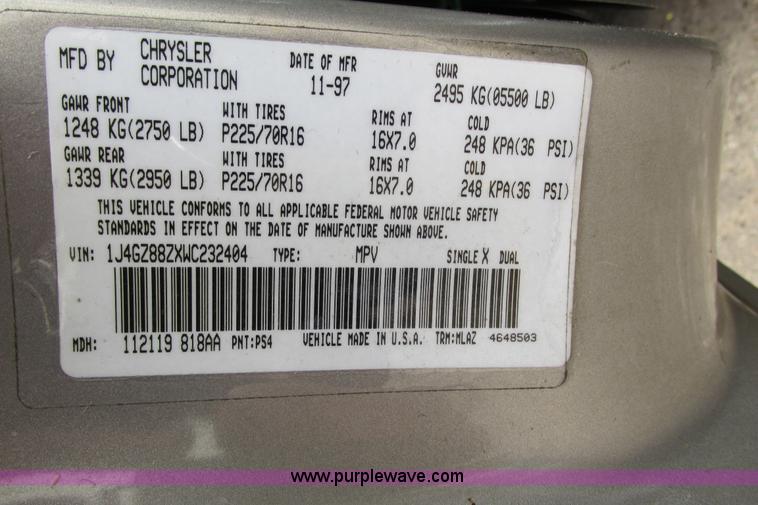 MFD BY CHRYSLER CORPORATION DATE OF MFR 11-97 GVWR 2495 KG(05500 LB)
GAWR FRONT WITH TIRES RIMS AT COLD
1248 KG(2750 LB) P225/70R16 16X7.0 248 KPA(36 PSI)
GAWR REAR WITH TIRES RIMS AT COLD
1339 KG(2950 LB) P225/70R16 16X7.0 248 KPA(36 PSI)
THIS VEHICLE CONFORMS TO ALL APPLICABLE FEDERAL MOTOR VEHICLE SAFETY
STANDARDS IN EFFECT ON THE DATE OF MANUFACTURE SHOWN ABOVE.
VIN: 1J4GZ88ZXWC232404 TYPE: MPV SINGLE X DUAL
MDH: 112119 818AA PNT:PS4 VEHICLE MADE IN U.S.A. TRM:MLAZ 4648503
www.purplewave.com